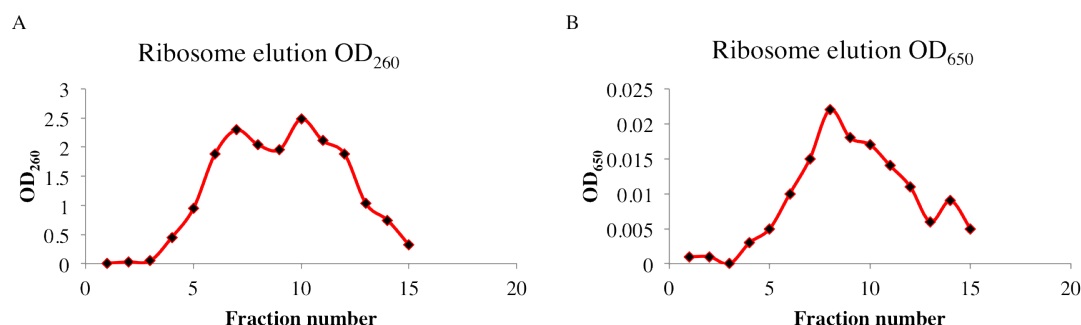 A
Ribosome elution OD260
3
2.5
2
1.5
1
0.5
0
OD260
0 5 10 15 20
Fraction number
B
Ribosome elution OD650
0.025
0.02
0.015
0.01
0.005
0
OD650
0 5 10 15 20
Fraction number